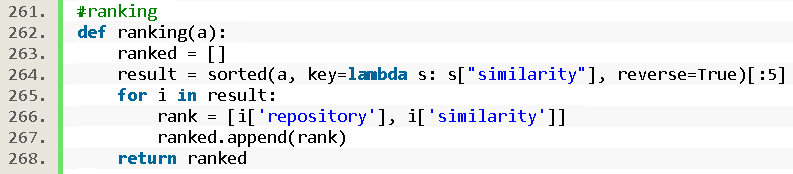 261. #ranking
262. def ranking(a):
263.     ranked = []
264.     result = sorted(a, key=lambda s: s["similarity"], reverse=True)[:5]
265.     for i in result:
266.         rank = [i['repository'], i['similarity']]
267.         ranked.append(rank)
268.     return ranked